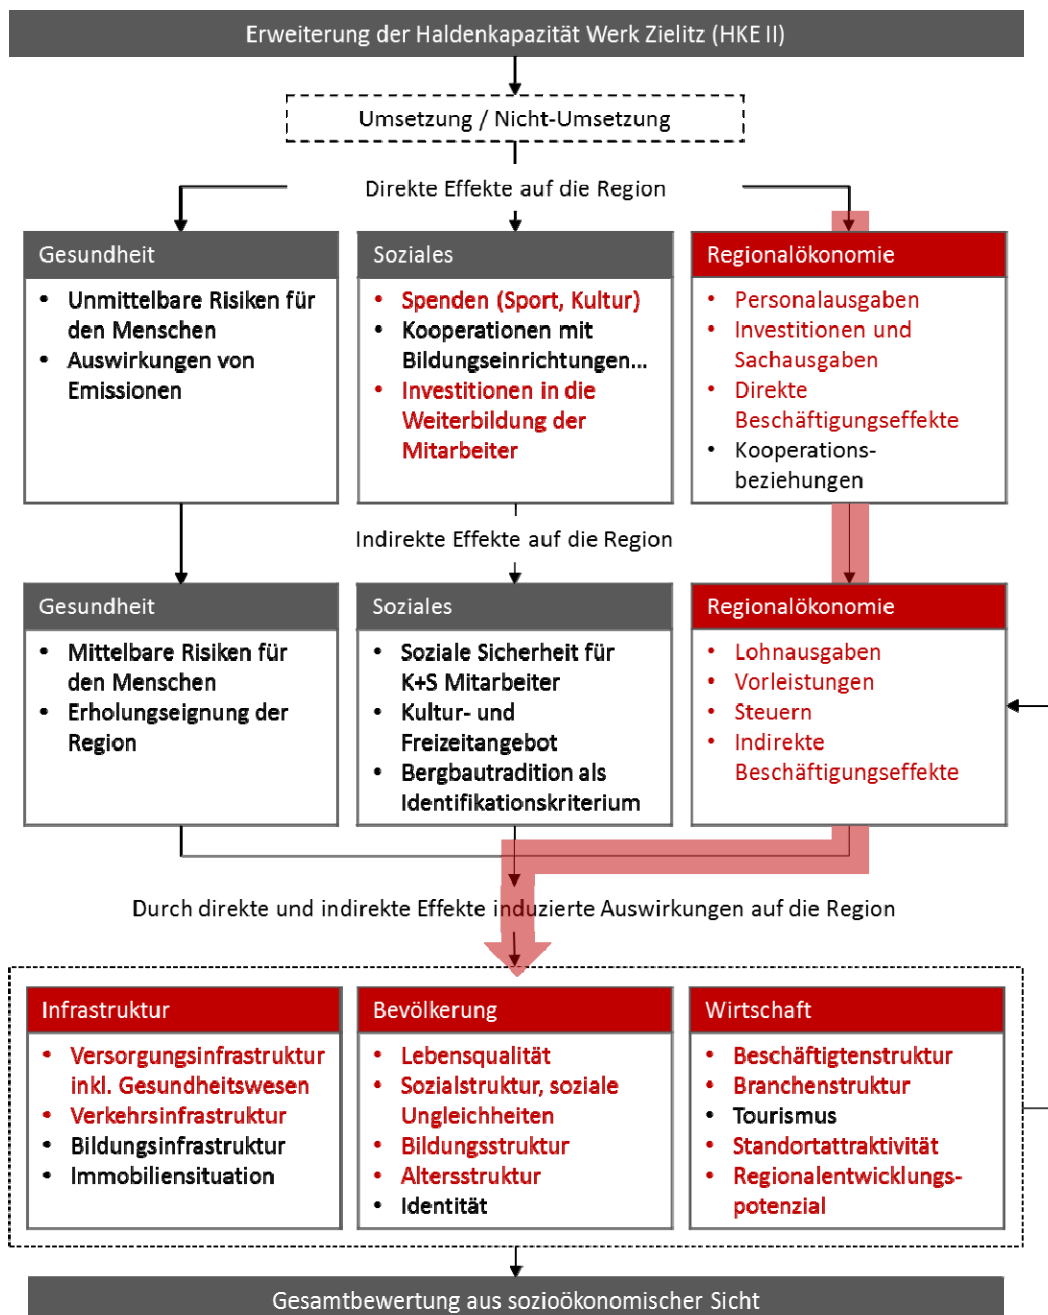 Erweiterung der Haldenkapazität Werk Zielitz (HKE II)
Umsetzung / Nicht-Umsetzung
Direkte Effekte auf die Region
Gesundheit
• Unmittelbare Risiken für
den Menschen
• Auswirkungen von
Emissionen
Soziales
• Spenden (Sport, Kultur)
• Kooperationen mit
Bildungseinrichtungen...
• Investitionen in die
Weiterbildung der
Mitarbeiter
Regionalökonomie
• Personalausgaben
• Investitionen und
Sachausgaben
• Direkte
Beschäftigungseffekte
• Kooperations-
beziehungen
Indirekte Effekte auf die Region
Gesundheit
• Mittelbare Risiken für
den Menschen
• Erholungseignung der
Region
Soziales
• Soziale Sicherheit für
K+S Mitarbeiter
• Kultur- und
Freizeitangebot
• Bergbautradition als
Identifikationskriterium
Regionalökonomie
• Lohnausgaben
• Vorleistungen
• Steuern
• Indirekte
Beschäftigungseffekte
Durch direkte und indirekte Effekte induzierte Auswirkungen auf die Region
Infrastruktur
• Versorgungsinfrastruktur
inkl. Gesundheitswesen
• Verkehrsinfrastruktur
• Bildungsinfrastruktur
• Immobiliensituation
Bevölkerung
• Lebensqualität
• Sozialstruktur, soziale
Ungleichheiten
• Bildungsstruktur
• Altersstruktur
• Identität
Wirtschaft
• Beschäftigtenstruktur
• Branchenstruktur
• Tourismus
• Standortattraktivität
• Regionalentwicklungs-
potenzial
Gesamtbewertung aus sozioökonomischer Sicht